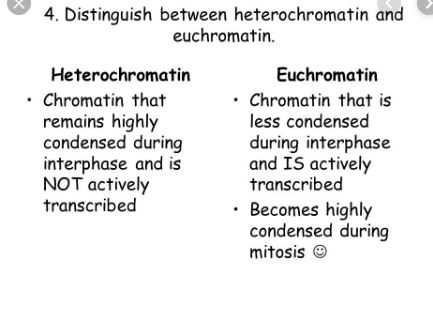 4. Distinguish between heterochromatin and
euchromatin.
Heterochromatin
• Chromatin that
remains highly
condensed during
interphase and is
NOT actively
transcribed
Euchromatin
• Chromatin that is
less condensed
during interphase
and IS actively
transcribed
• Becomes highly
condensed during
mitosis ☺